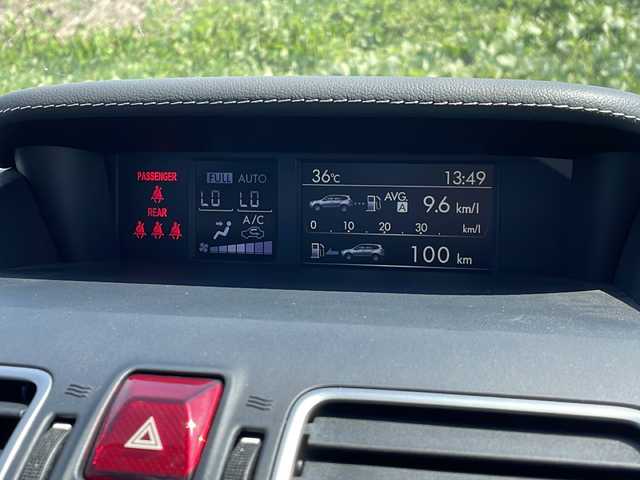 PASSENGER
REAR
FULL AUTO
LO LO
A/C
36℃ 13:49
AVG. A 9.6 km/l
0 10 20 30 km/l
100 km